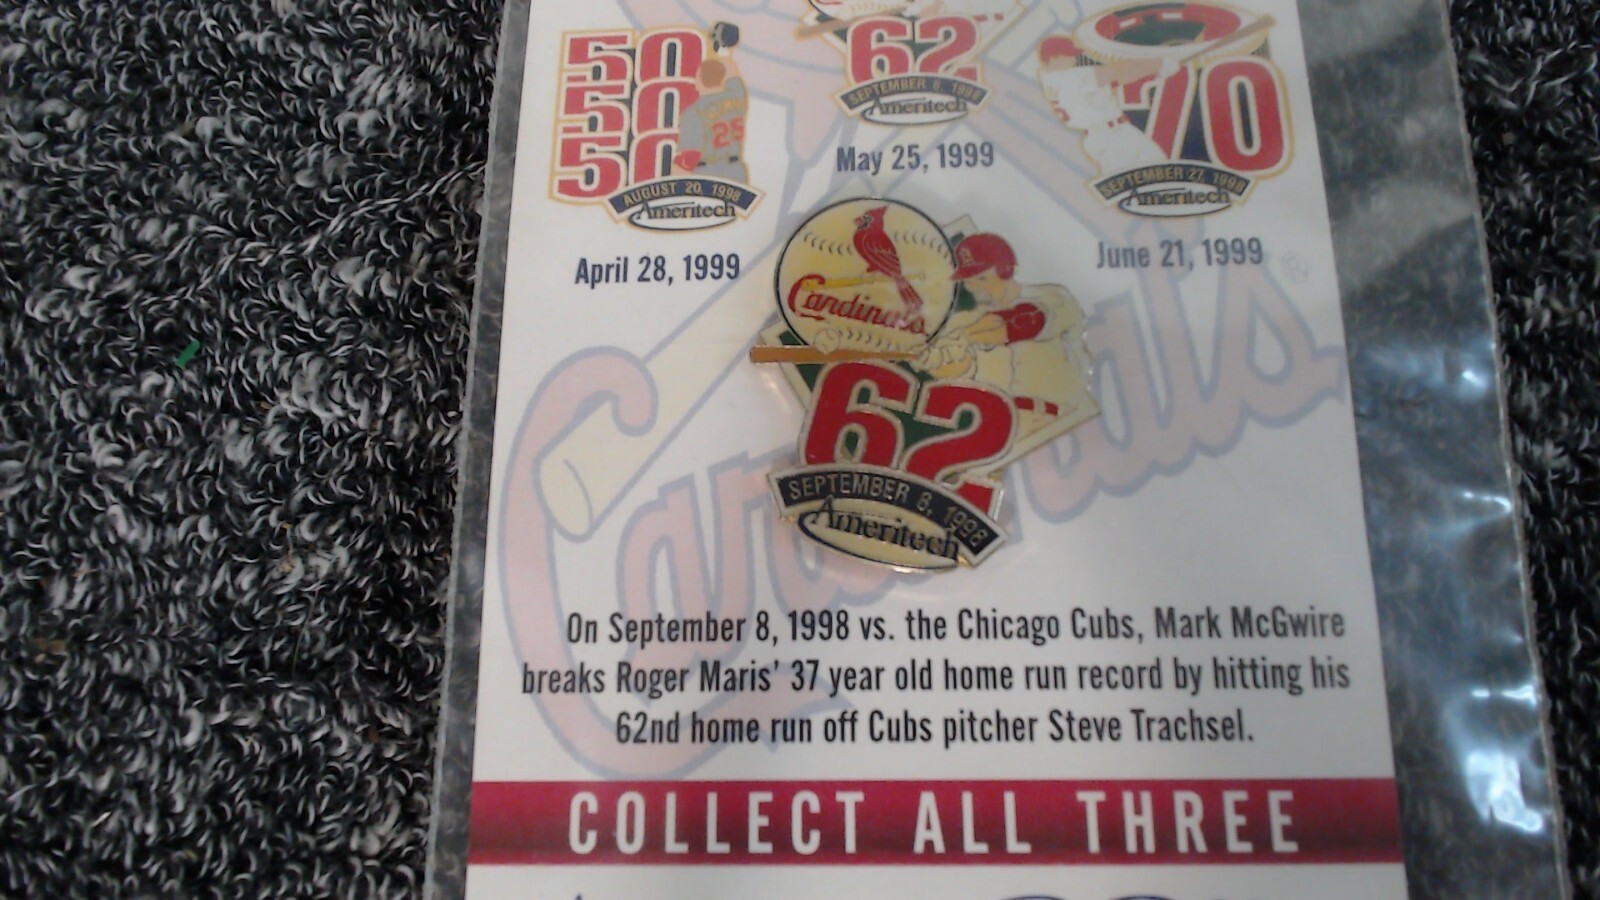 50
50
50
25
AUGUST 20, 1998
Ameritech
April 28, 1999
62
SEPTEMBER 8, 1998
Ameritech
May 25, 1999
70
SEPTEMBER 27, 1998
Ameritech
June 21, 1999
Cardinals
Cardinals
62
SEPTEMBER 8, 1998
Ameritech
On September 8, 1998 vs. the Chicago Cubs, Mark McGwire
breaks Roger Maris' 37 year old home run record by hitting his
62nd home run off Cubs pitcher Steve Trachsel.
COLLECT ALL THREE